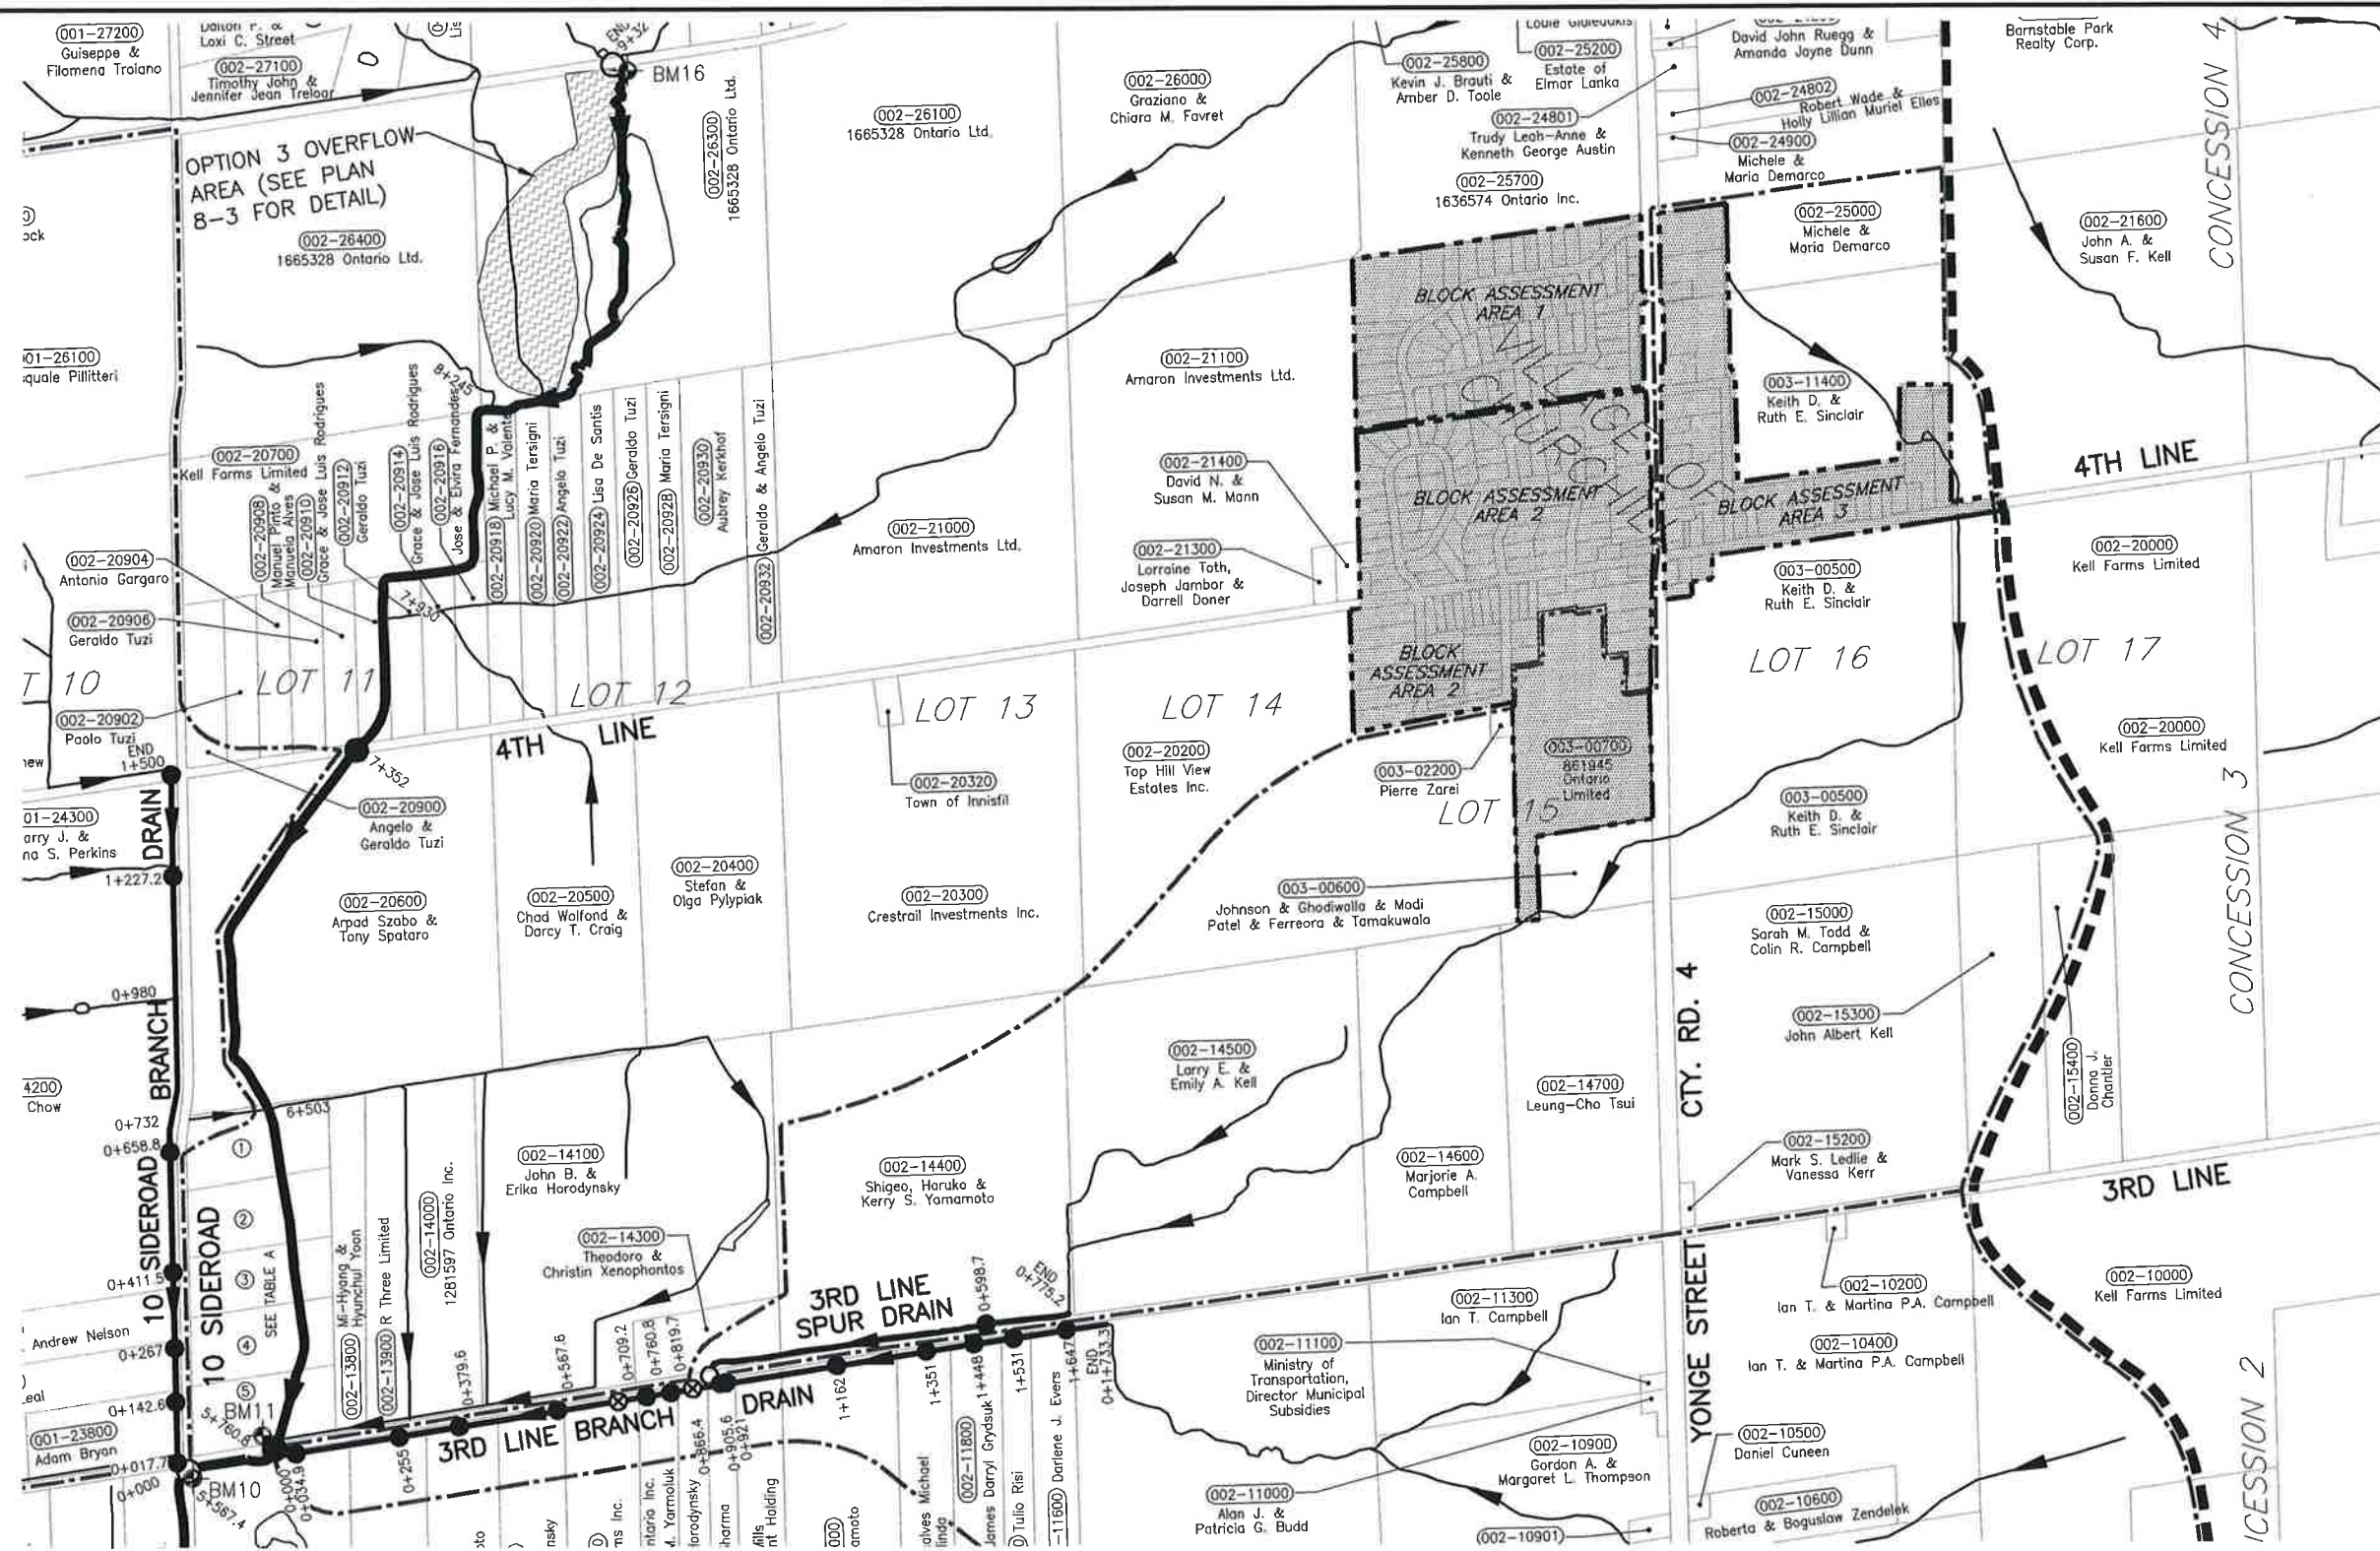 001-27200
Guiseppe &
Filomena Troiano
Loxi C. Street
002-27100
Timothy John &
Jennifer Jean Treloar
END
9+32
BM16
OPTION 3 OVERFLOW
AREA (SEE PLAN
8-3 FOR DETAIL)
002-26400
1665328 Ontario Ltd.
002-26300
1665328 Ontario Ltd.
002-26100
1665328 Ontario Ltd.
002-26000
Graziano &
Chiara M. Favret
002-25800
Kevin J. Brauti &
Amber D. Toole
002-25200
Estate of
Elmar Lanka
002-24801
Trudy Leah-Anne &
Kenneth George Austin
002-25700
1636574 Ontario Inc.
David John Ruegg &
Amanda Jayne Dunn
002-24802
Robert Wade &
Holly Lillian Muriel Elles
002-24900
Michele &
Maria Demarco
002-25000
Michele &
Maria Demarco
Barnstable Park
Realty Corp.
CONCESSION 4
002-21600
John A. &
Susan F. Kell
01-26100
quale Pillitteri
8+245
002-20700
Kell Farms Limited
002-20908
Manuel Pinto &
Manuela Alves
002-20910
Grace & Jose Luis Rodrigues
002-20912
Geraldo Tuzi
002-20914
Grace & Jose Luis Rodrigues
002-20916
Jose & Elvira Fernandes
002-20918 Michael P. &
Lucy M. Valente
002-20920 Maria Tersigni
002-20922 Angelo Tuzi
002-20924 Lisa De Santis
002-20926 Geraldo Tuzi
002-20928 Maria Tersigni
002-20930
Aubrey Kerkhof
002-20932 Geraldo & Angelo Tuzi
002-20904
Antonia Gargaro
002-20906
Geraldo Tuzi
7+930
002-20902
Paolo Tuzi
END
1+500
T 10
LOT 11
LOT 12
LOT 13
LOT 14
LOT 15
LOT 16
LOT 17
4TH LINE
7+352
002-20900
Angelo &
Geraldo Tuzi
002-21100
Amaron Investments Ltd.
002-21000
Amaron Investments Ltd.
002-21400
David N. &
Susan M. Mann
002-21300
Lorraine Toth,
Joseph Jambor &
Darrell Doner
BLOCK ASSESSMENT
AREA 1
VILLAGE OF
CHURCHILL
BLOCK ASSESSMENT
AREA 2
BLOCK
ASSESSMENT
AREA 2
BLOCK ASSESSMENT
AREA 3
003-11400
Keith D. &
Ruth E. Sinclair
4TH LINE
003-00500
Keith D. &
Ruth E. Sinclair
002-20000
Kell Farms Limited
002-20000
Kell Farms Limited
003-00700
861945
Ontario
Limited
003-02200
Pierre Zarei
002-20200
Top Hill View
Estates Inc.
002-20320
Town of Innisfil
003-00500
Keith D. &
Ruth E. Sinclair
CONCESSION 3
01-24300
arry J. &
na S. Perkins
DRAIN
1+227.2
002-20600
Arpad Szabo &
Tony Spataro
002-20500
Chad Wolfond &
Darcy T. Craig
002-20400
Stefan &
Olga Pylypiak
002-20300
Crestrail Investments Inc.
003-00600
Johnson & Ghodiwalla & Modi
Patel & Ferreora & Tamakuwala
002-15000
Sarah M. Todd &
Colin R. Campbell
002-15300
John Albert Kell
002-15400
Donna J.
Chantler
0+980
BRANCH
4200
Chow
0+732
0+658.8
6+503
10 SIDEROAD
10 SIDEROAD
1
2
3
4
5
SEE TABLE A
002-13800 Mi-Hyang &
Hyunchul Yoon
002-13900 R Three Limited
002-14000
1281597 Ontario Inc.
002-14100
John B. &
Erika Horodynsky
002-14300
Theodoro &
Christin Xenophontos
002-14400
Shigeo, Haruko &
Kerry S. Yamamoto
002-14500
Larry E. &
Emily A. Kell
002-14600
Marjorie A.
Campbell
002-14700
Leung-Cho Tsui
CTY. RD. 4
YONGE STREET
002-15200
Mark S. Ledlie &
Vanessa Kerr
3RD LINE
002-10200
Ian T. & Martina P.A. Campbell
002-10000
Kell Farms Limited
002-10400
Ian T. & Martina P.A. Campbell
0+411.5
Andrew Nelson
0+267
0+142.6
001-23800
Adam Bryan
0+017.7
0+000
BM11
5+760.8
BM10
5+567.4
0+000
0+034.9
0+255
0+379.6
0+567.6
0+709.2
0+760.8
0+819.7
0+866.4
0+905.6
0+921
3RD LINE BRANCH DRAIN
3RD LINE
SPUR DRAIN
0+598.7
END
0+775.2
1+162
1+351
1+448
1+531
1+647
END
0+1+733.3
002-11800
James Darryl Grydsuk
Tulio Risi
-11600 Darlene J. Evers
002-11300
Ian T. Campbell
002-11100
Ministry of
Transportation,
Director Municipal
Subsidies
002-11000
Alan J. &
Patricia G. Budd
002-10900
Gordon A. &
Margaret L. Thompson
002-10901
002-10500
Daniel Cuneen
002-10600
Roberta & Boguslaw Zendelek
ICESSION 2